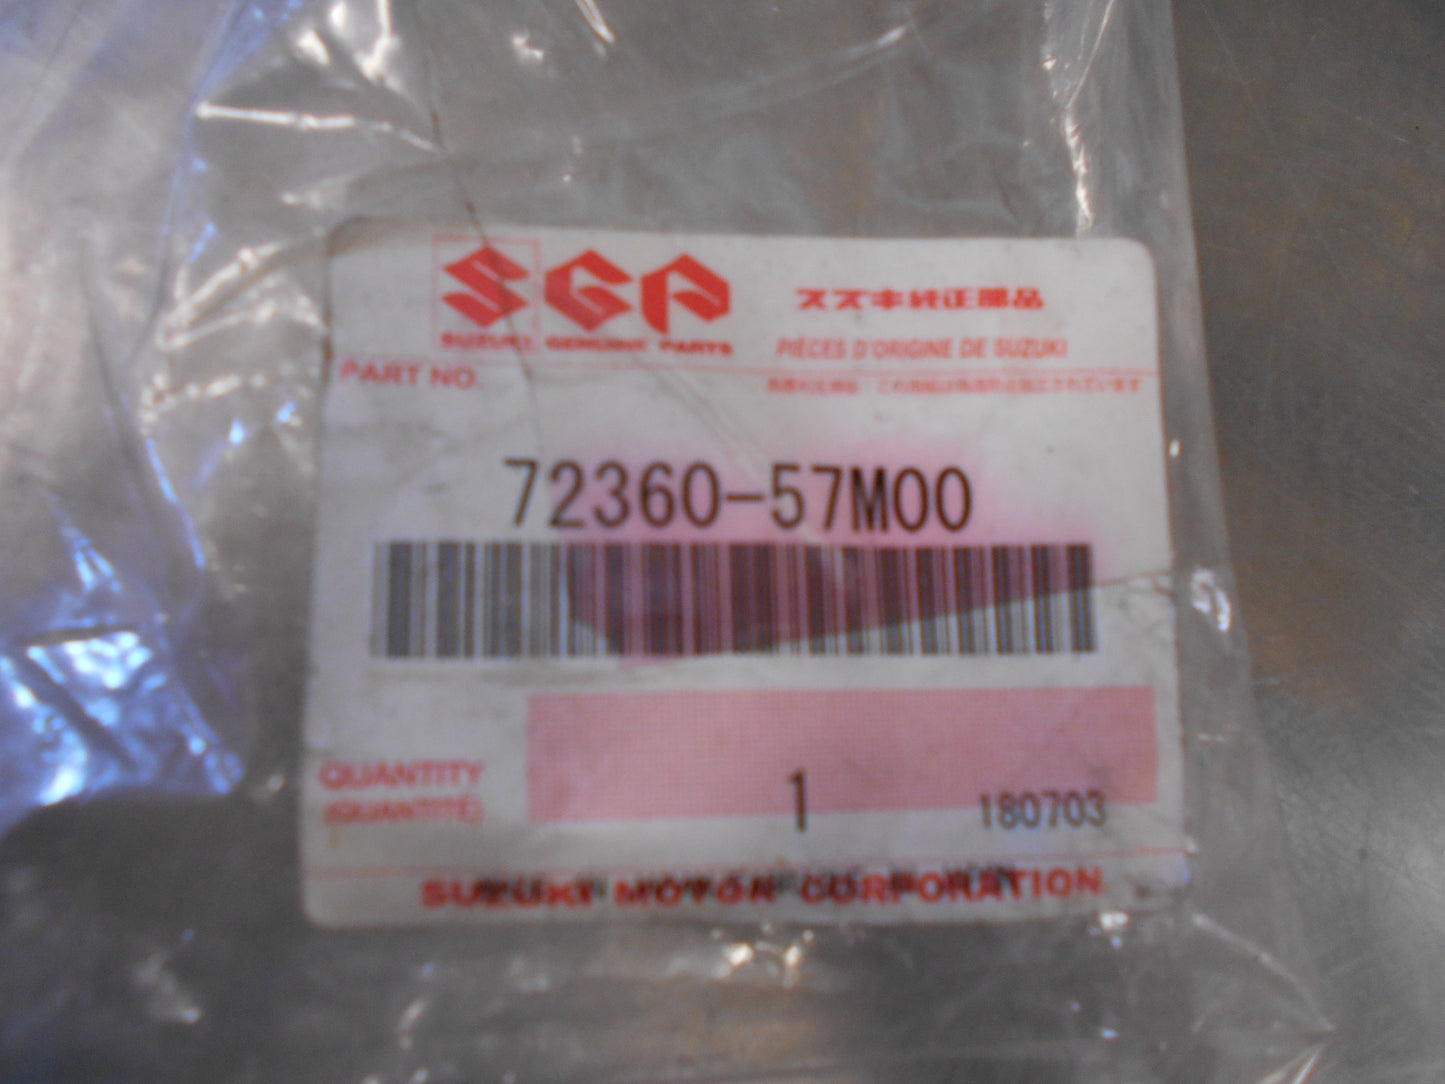 SGP
SUZUKI GENUINE PARTS
スズキ純正部品
PIÈCES D'ORIGINE DE SUZUKI
PART NO.
72360-57M00
QUANTITY
(QUANTITÉ)
1
180703
SUZUKI MOTOR CORPORATION